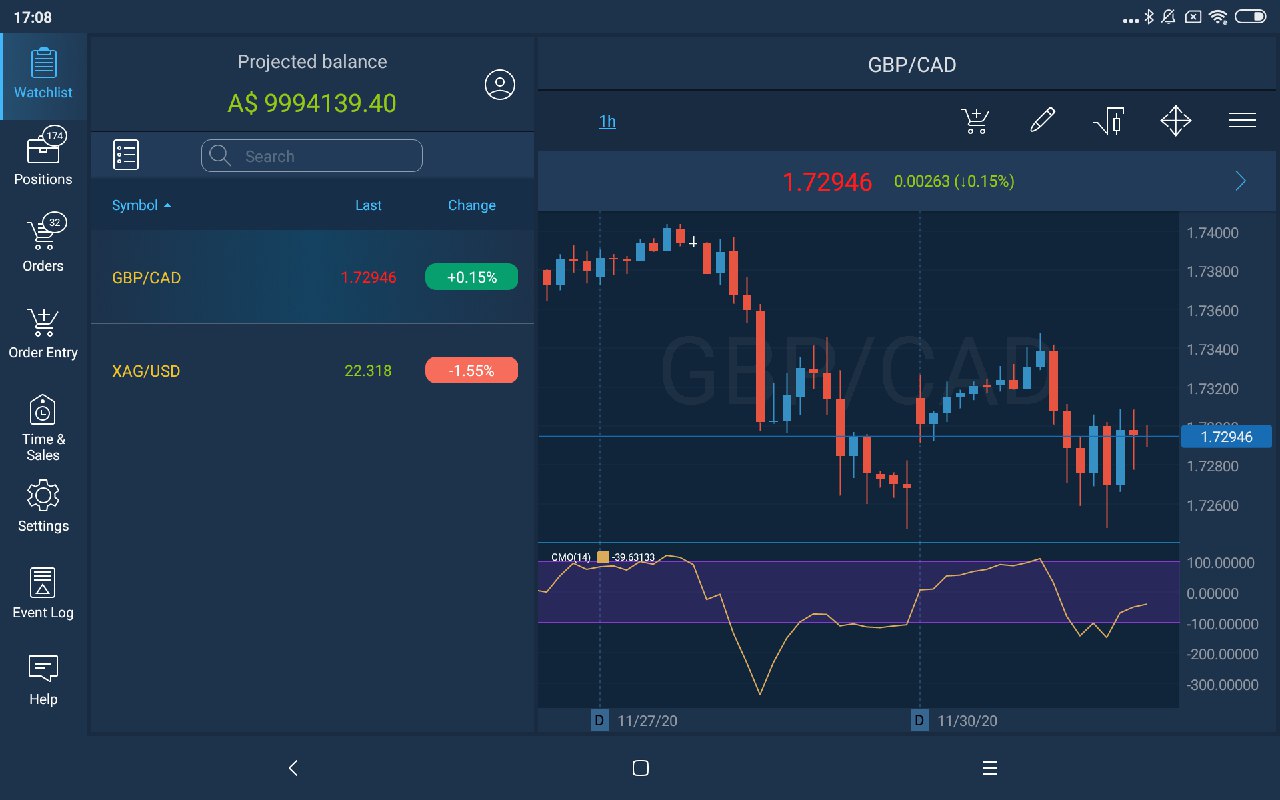 17:08
Watchlist
174
Positions
32
Orders
Order Entry
Time &
Sales
Settings
Event Log
Help
Projected balance
A$ 9994139.40
Search
Symbol Last Change
GBP/CAD 1.72946 +0.15%
XAG/USD 22.318 -1.55%
GBP/CAD
1h
1.72946 0.00263 (↓0.15%)
GBP/CAD
1.74000
1.73800
1.73600
1.73400
1.73200
1.72946
1.72800
1.72600
CMO(14) -39.63133
100.00000
0.00000
-100.00000
-200.00000
-300.00000
D 11/27/20 D 11/30/20